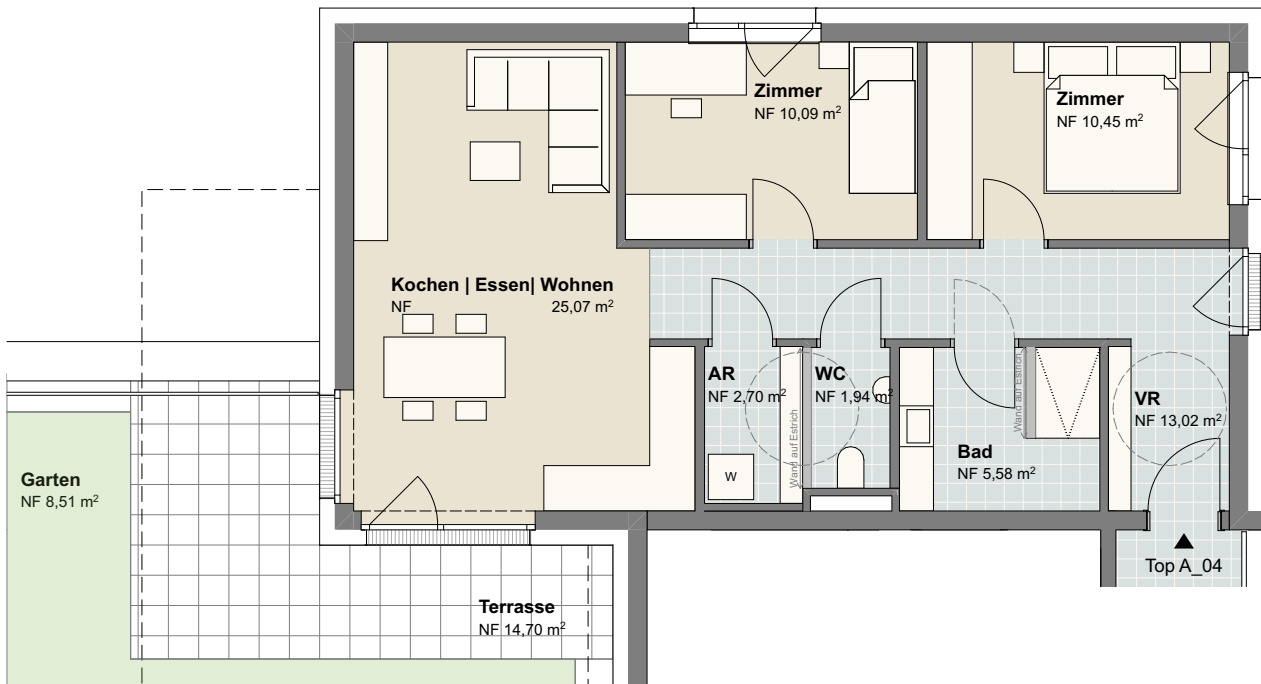 Zimmer
NF 10,09 m²
Zimmer
NF 10,45 m²
Kochen | Essen| Wohnen
NF 25,07 m²
AR
NF 2,70 m²
WC
NF 1,94 m²
VR
NF 13,02 m²
Wand auf Estrich
Wand auf Estrich
Bad
NF 5,58 m²
W
Garten
NF 8,51 m²
Top A_04
Terrasse
NF 14,70 m²